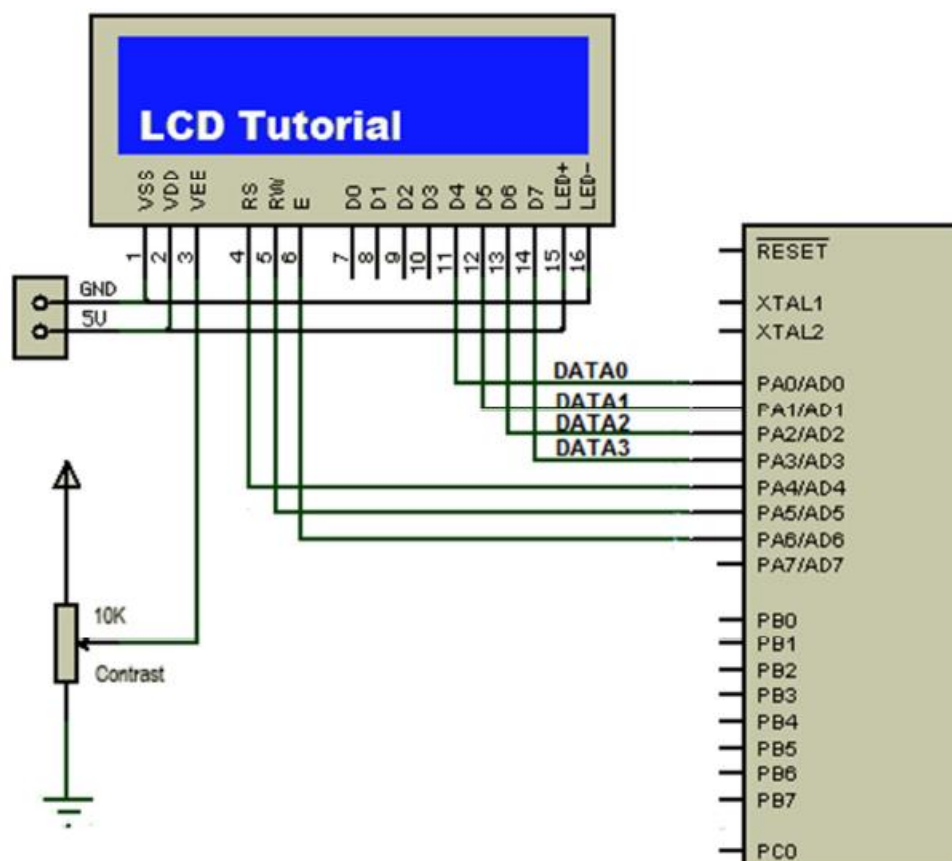 LCD Tutorial
VSS VDD VEE RS RW E D0 D1 D2 D3 D4 D5 D6 D7 LED+ LED-
1 2 3 4 5 6 7 8 9 10 11 12 13 14 15 16
GND
5V
RESET
XTAL1
XTAL2
DATA0 PA0/AD0
DATA1 PA1/AD1
DATA2 PA2/AD2
DATA3 PA3/AD3
PA4/AD4
PA5/AD5
PA6/AD6
PA7/AD7
10K
Contrast
PB0
PB1
PB2
PB3
PB4
PB5
PB6
PB7
PC0